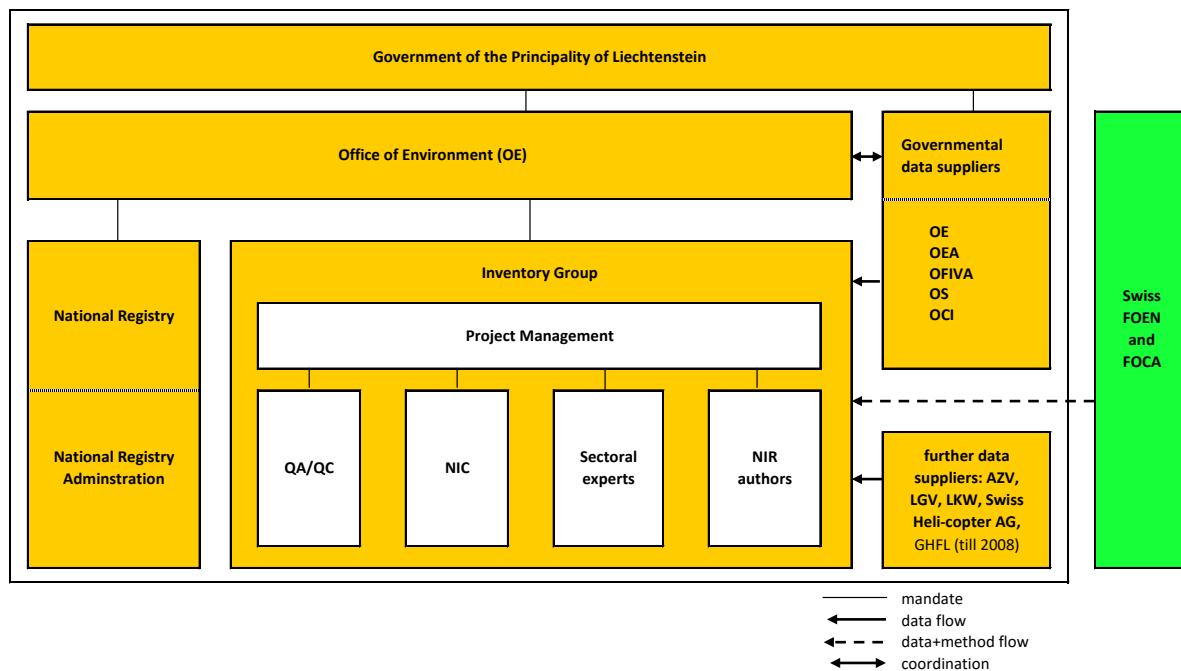 Government of the Principality of Liechtenstein
Office of Environment (OE)
Governmental
data suppliers
OE
OEA
OFIVA
OS
OCI
Swiss
FOEN
and
FOCA
National Registry
National Registry
Adminstration
Inventory Group
Project Management
QA/QC
NIC
Sectoral
experts
NIR
authors
further data
suppliers: AZV,
LGV, LKW, Swiss
Heli-copter AG,
GHFL (till 2008)
mandate
data flow
data+method flow
coordination